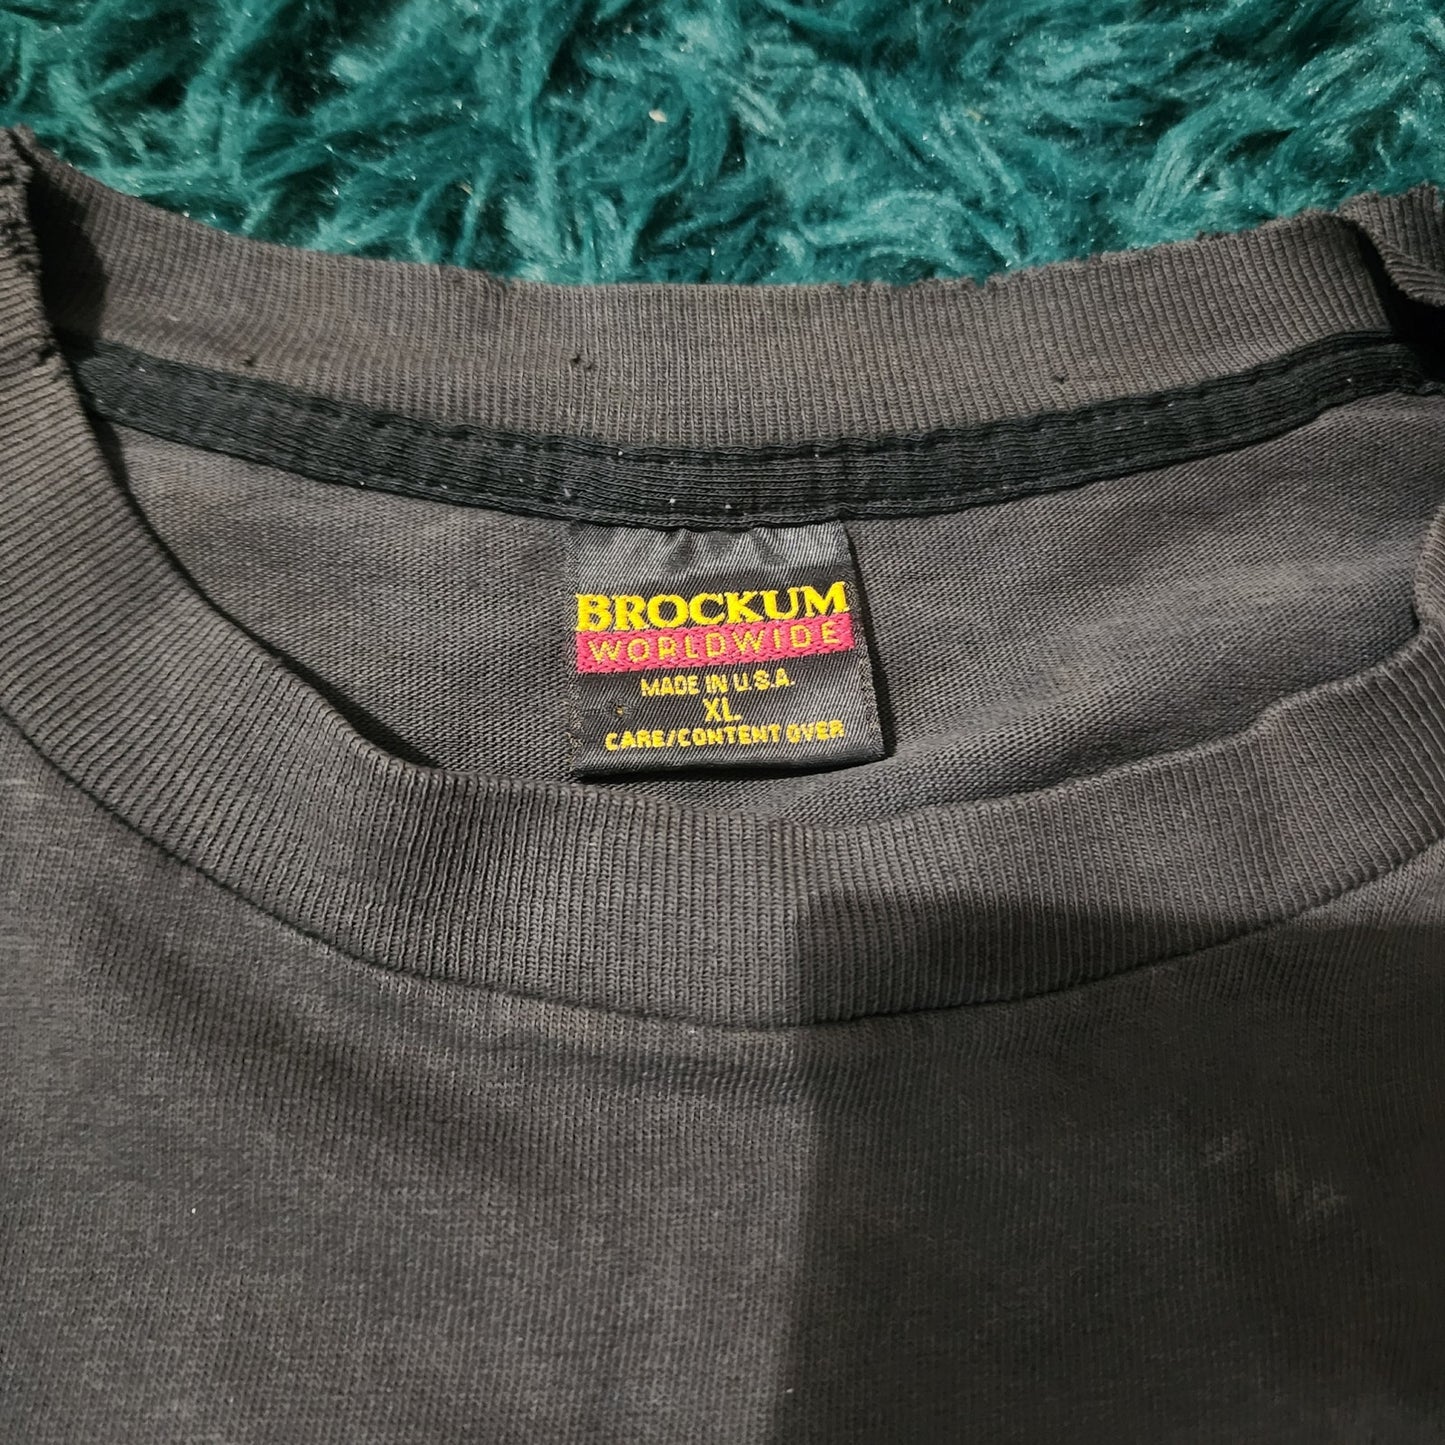 BROCKUM
WORLDWIDE
MADE IN U.S.A.
XL
CARE/CONTENT OVER